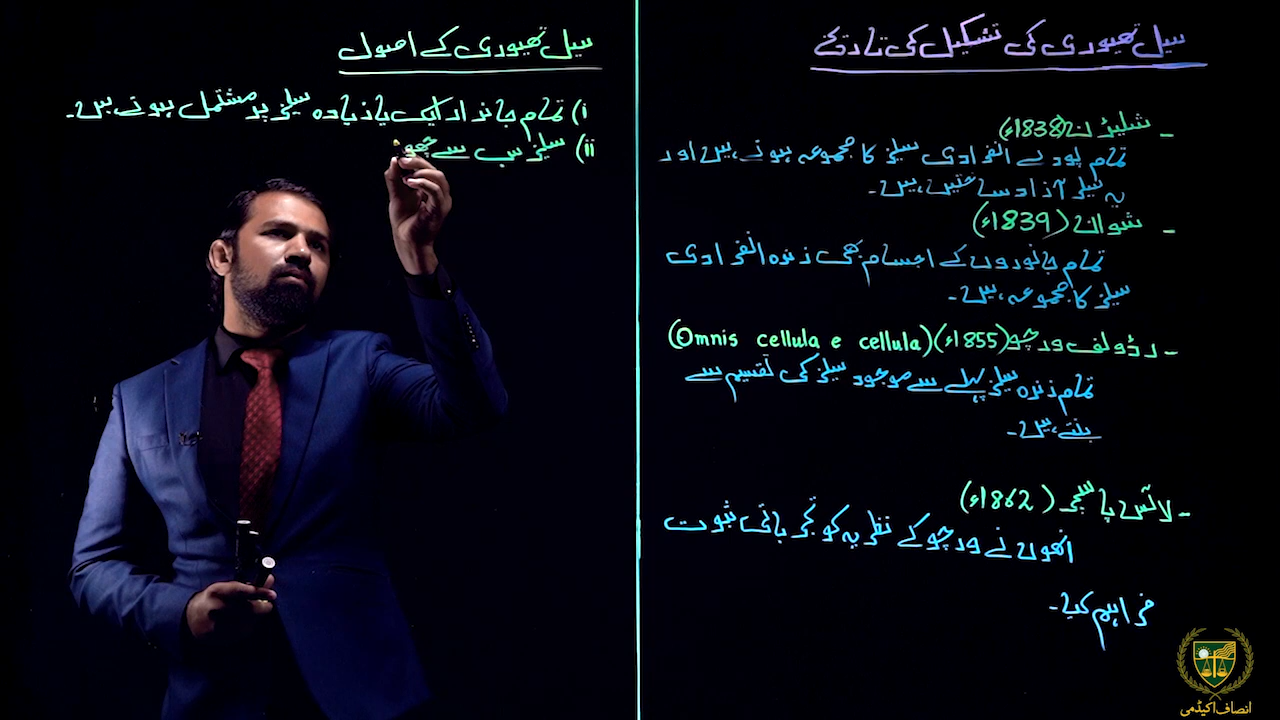 سیل تھیوری کی تشکیل کی تاریخ
- شلیڈن (1838ء)
تمام پودے انفرادی سیلز کا مجموعہ ہوتے ہیں اور
یہ سیلز آزاد ساختیں ہیں۔
- شوان (1839ء)
تمام جانوروں کے اجسام بھی زندہ انفرادی
سیلز کا مجموعہ ہیں۔
- رڈولف ورچو (1855ء) (Omnis cellula e cellula)
تمام زندہ سیلز پہلے سے موجود سیلز کی تقسیم سے
بنتے ہیں۔
- لائس پاسچر (1862ء)
انھوں نے ورچو کے نظریہ کو تجرباتی ثبوت
فراہم کیا۔
سیل تھیوری کے اصول
i) تمام جاندار ایک یا زیادہ سیلز پر مشتمل ہوتے ہیں۔
ii) سیلز سب سے چھو
انصاف اکیڈمی